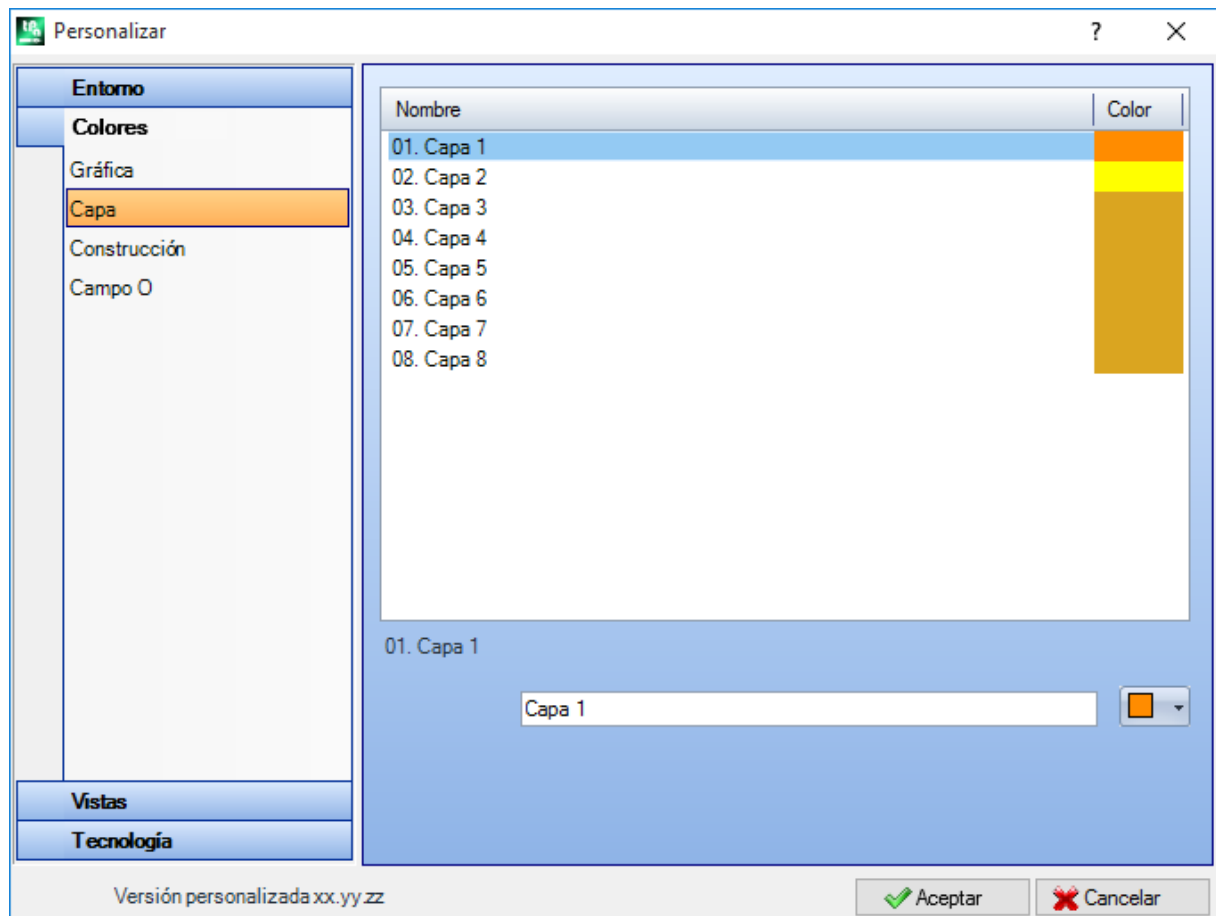 Personalizar
?
Entorno
Colores
Gráfica
Capa
Construcción
Campo O
Vistas
Tecnología
Nombre Color
01. Capa 1
02. Capa 2
03. Capa 3
04. Capa 4
05. Capa 5
06. Capa 6
07. Capa 7
08. Capa 8
01. Capa 1
Capa 1
Versión personalizada xx.yy.zz
Aceptar Cancelar